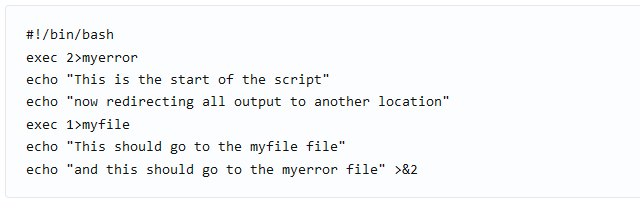 #!/bin/bash
exec 2>myerror
echo "This is the start of the script"
echo "now redirecting all output to another location"
exec 1>myfile
echo "This should go to the myfile file"
echo "and this should go to the myerror file" >&2